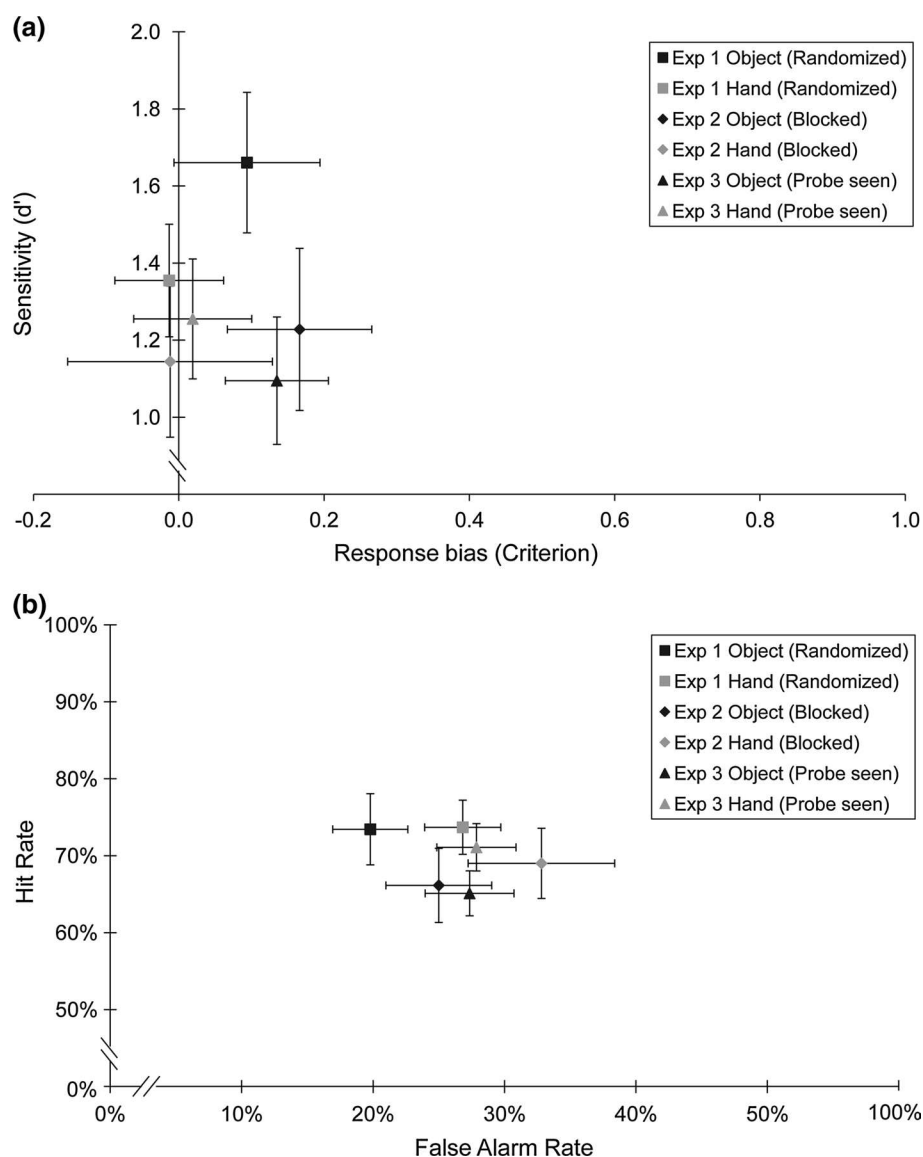 (a)
2.0
1.8
1.6
1.4
1.2
1.0
Sensitivity (d')
-0.2 0.0 0.2 0.4 0.6 0.8 1.0
Response bias (Criterion)
Exp 1 Object (Randomized)
Exp 1 Hand (Randomized)
Exp 2 Object (Blocked)
Exp 2 Hand (Blocked)
Exp 3 Object (Probe seen)
Exp 3 Hand (Probe seen)
(b)
100%
90%
80%
70%
60%
50%
0%
Hit Rate
0% 10% 20% 30% 40% 50% 100%
False Alarm Rate
Exp 1 Object (Randomized)
Exp 1 Hand (Randomized)
Exp 2 Object (Blocked)
Exp 2 Hand (Blocked)
Exp 3 Object (Probe seen)
Exp 3 Hand (Probe seen)